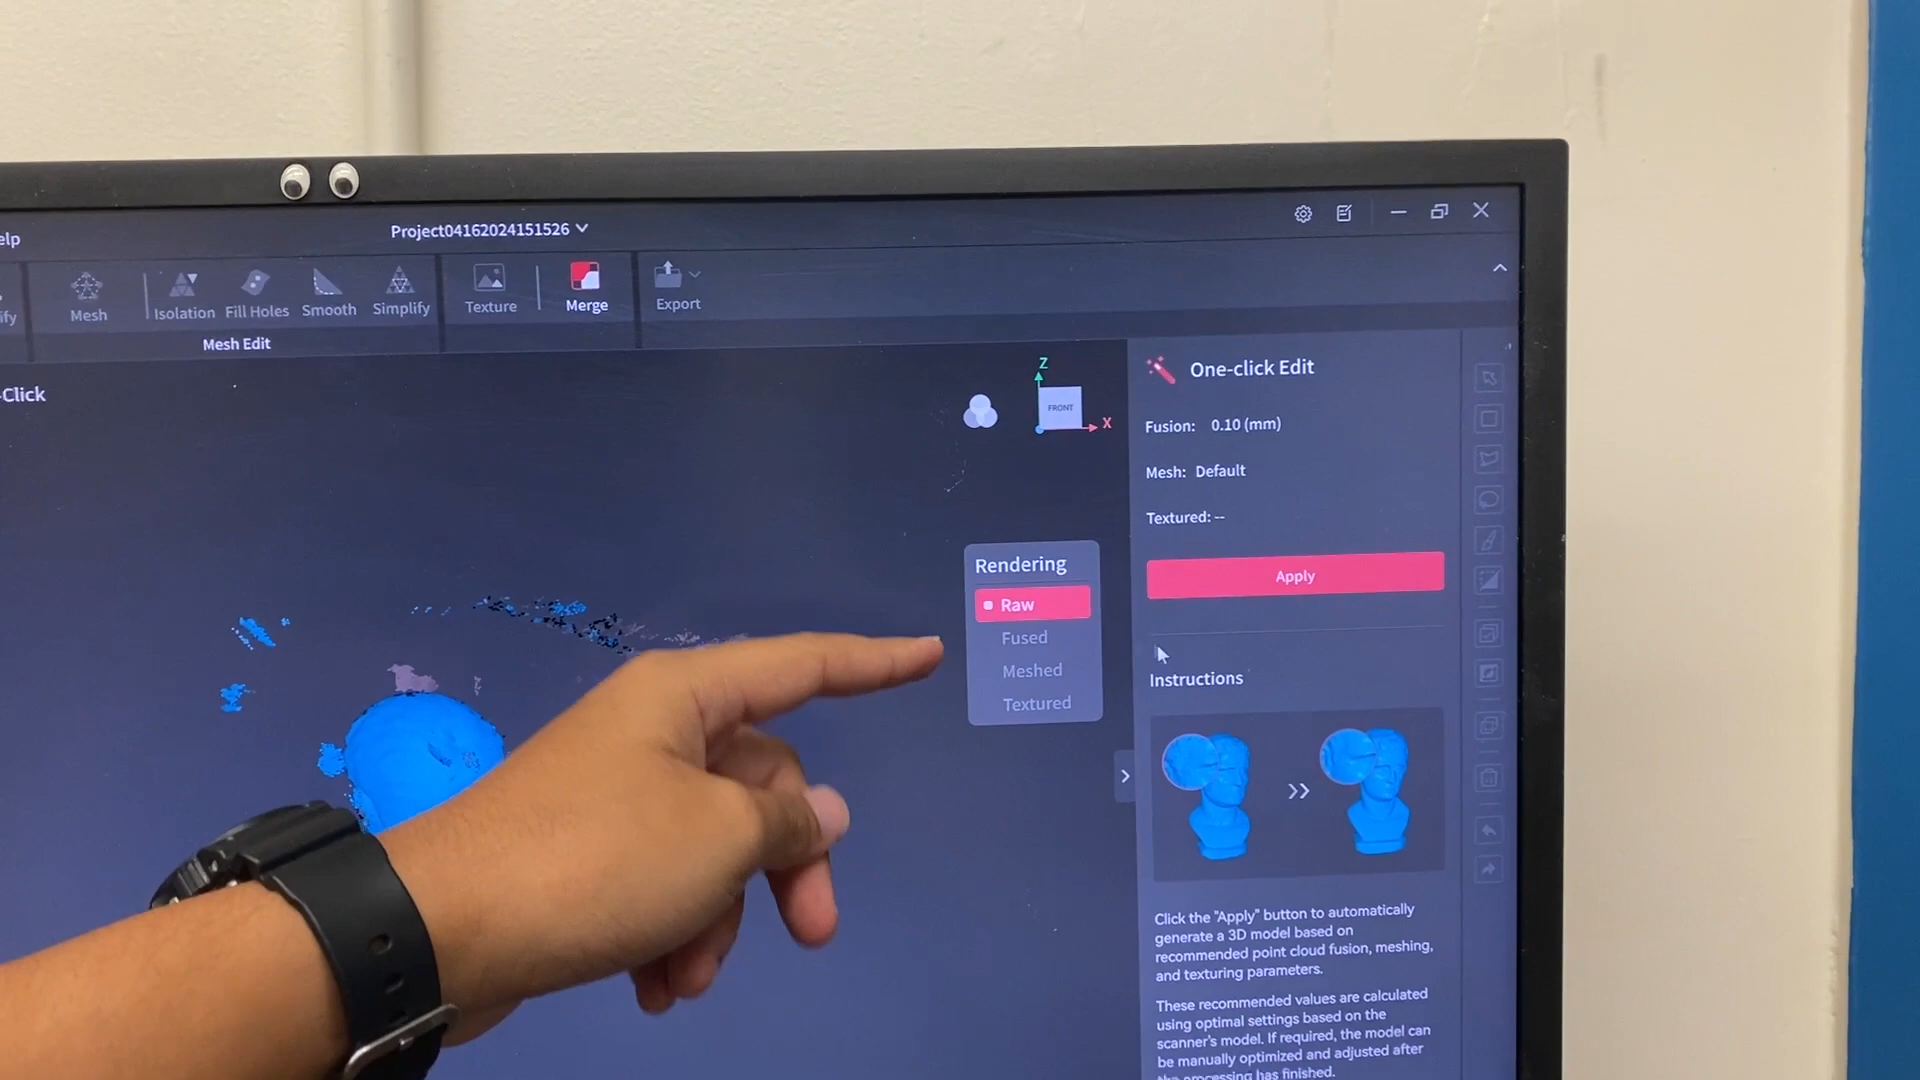 elp
Project04162024151526
ify
Mesh
Isolation
Fill Holes
Smooth
Simplify
Texture
Merge
Export
Mesh Edit
-Click
Z
FRONT
X
One-click Edit
Fusion: 0.10 (mm)
Mesh: Default
Textured: --
Apply
Rendering
Raw
Fused
Meshed
Textured
Instructions
Click the "Apply" button to automatically
generate a 3D model based on
recommended point cloud fusion, meshing,
and texturing parameters.
These recommended values are calculated
using optimal settings based on the
scanner's model. If required, the model can
be manually optimized and adjusted after
the processing has finished.